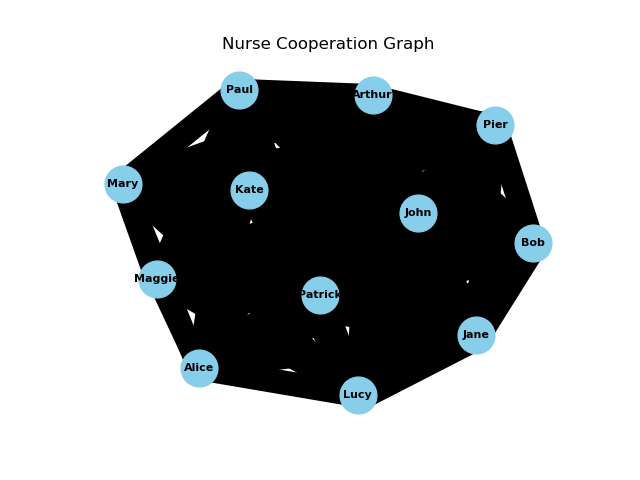 Nurse Cooperation Graph
Paul
Arthur
Pier
Mary
Kate
John
Bob
Maggie
Patrick
Jane
Alice
Lucy